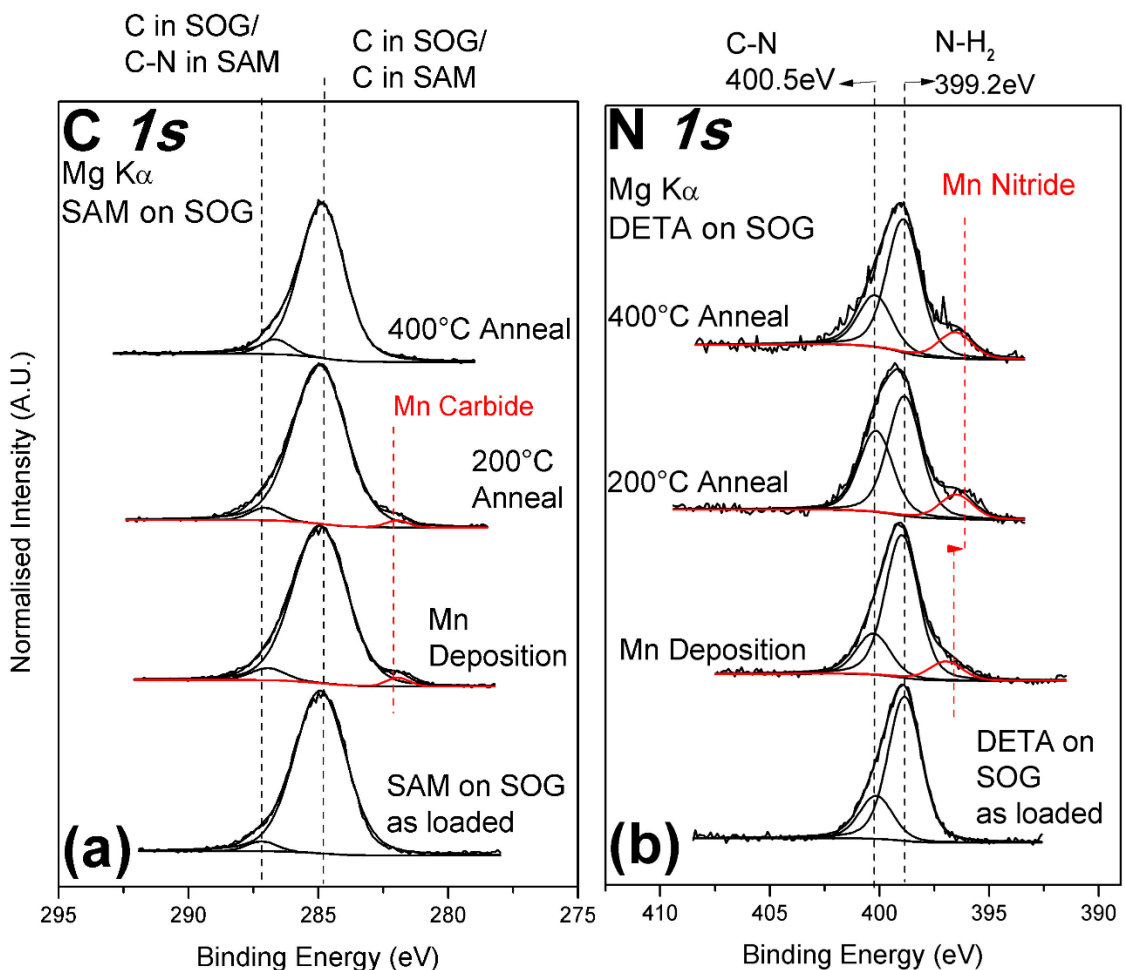 C in SOG/
C-N in SAM
C in SOG/
C in SAM
C 1s
Mg Kα
SAM on SOG
400°C Anneal
Mn Carbide
200°C
Anneal
Mn
Deposition
SAM on SOG
as loaded
(a)
Normalised Intensity (A.U.)
295
290
285
280
275
Binding Energy (eV)
C-N
400.5eV
N-H₂
399.2eV
N 1s
Mg Kα
DETA on SOG
Mn Nitride
400°C Anneal
200°C Anneal
Mn Deposition
DETA on
SOG
as loaded
(b)
410
405
400
395
390
Binding Energy (eV)